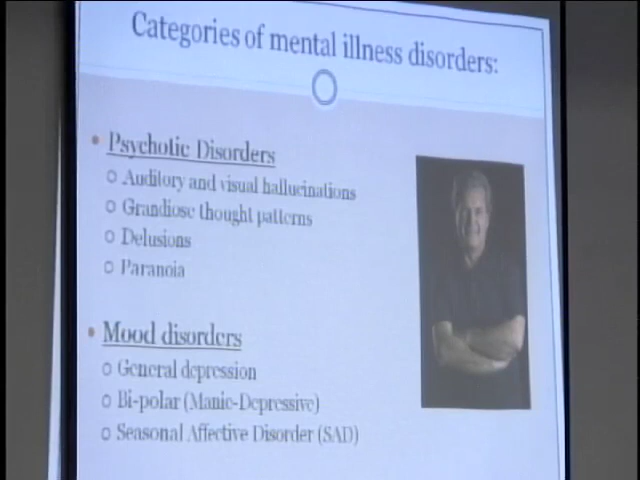 Categories of mental illness disorders:
Psychotic Disorders
Auditory and visual hallucinations
Grandiose thought patterns
Delusions
Paranoia
Mood disorders
General depression
Bi-polar (Manic-Depressive)
Seasonal Affective Disorder (SAD)